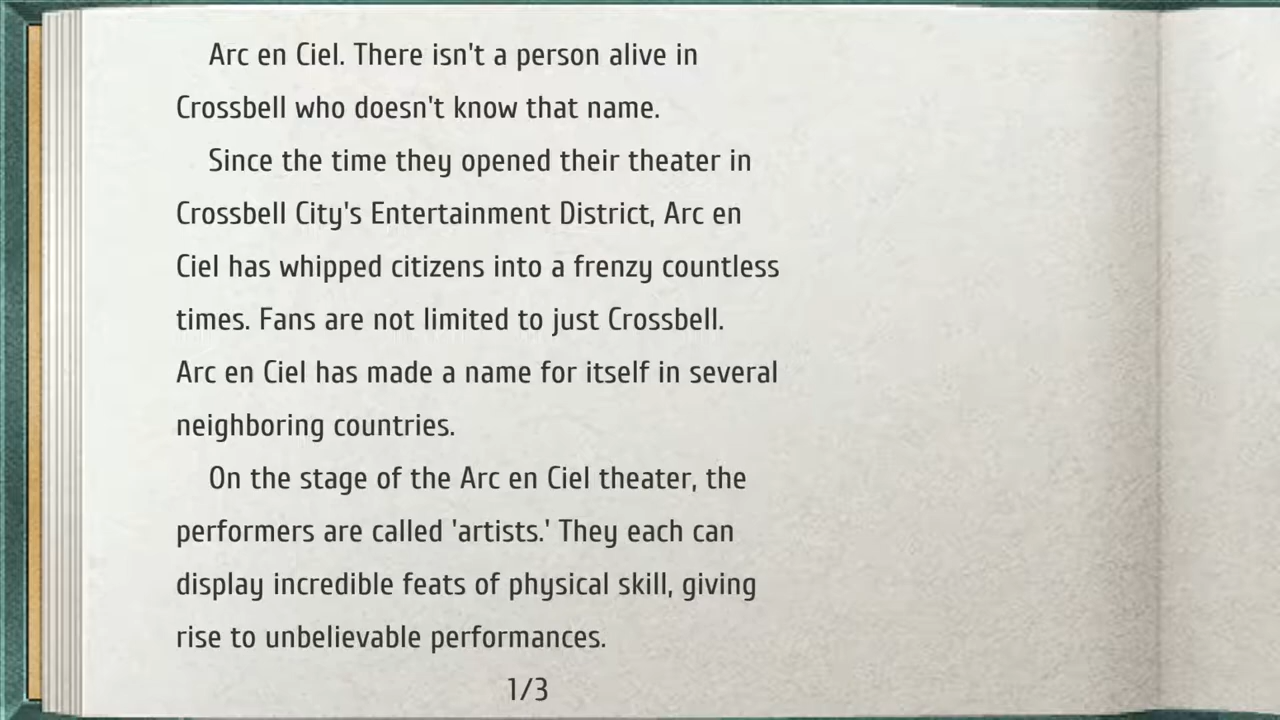 Arc en Ciel. There isn't a person alive in
Crossbell who doesn't know that name.
Since the time they opened their theater in
Crossbell City's Entertainment District, Arc en
Ciel has whipped citizens into a frenzy countless
times. Fans are not limited to just Crossbell.
Arc en Ciel has made a name for itself in several
neighboring countries.
On the stage of the Arc en Ciel theater, the
performers are called 'artists.' They each can
display incredible feats of physical skill, giving
rise to unbelievable performances.
1/3